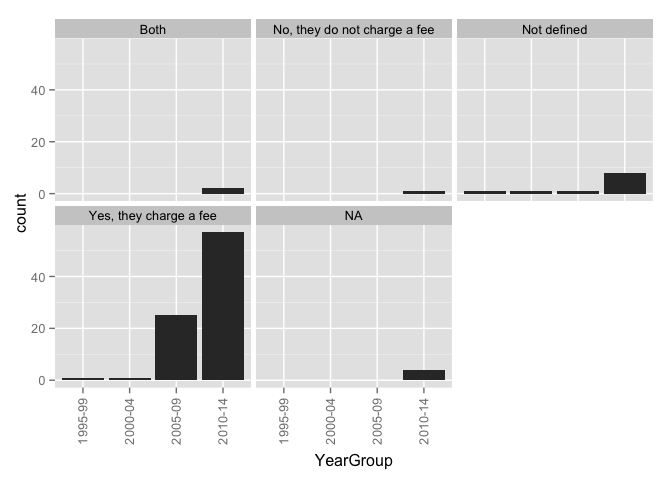 Both
No, they do not charge a fee
Not defined
40
20
0
Yes, they charge a fee
NA
40
20
0
count
1995-99
2000-04
2005-09
2010-14
1995-99
2000-04
2005-09
2010-14
YearGroup